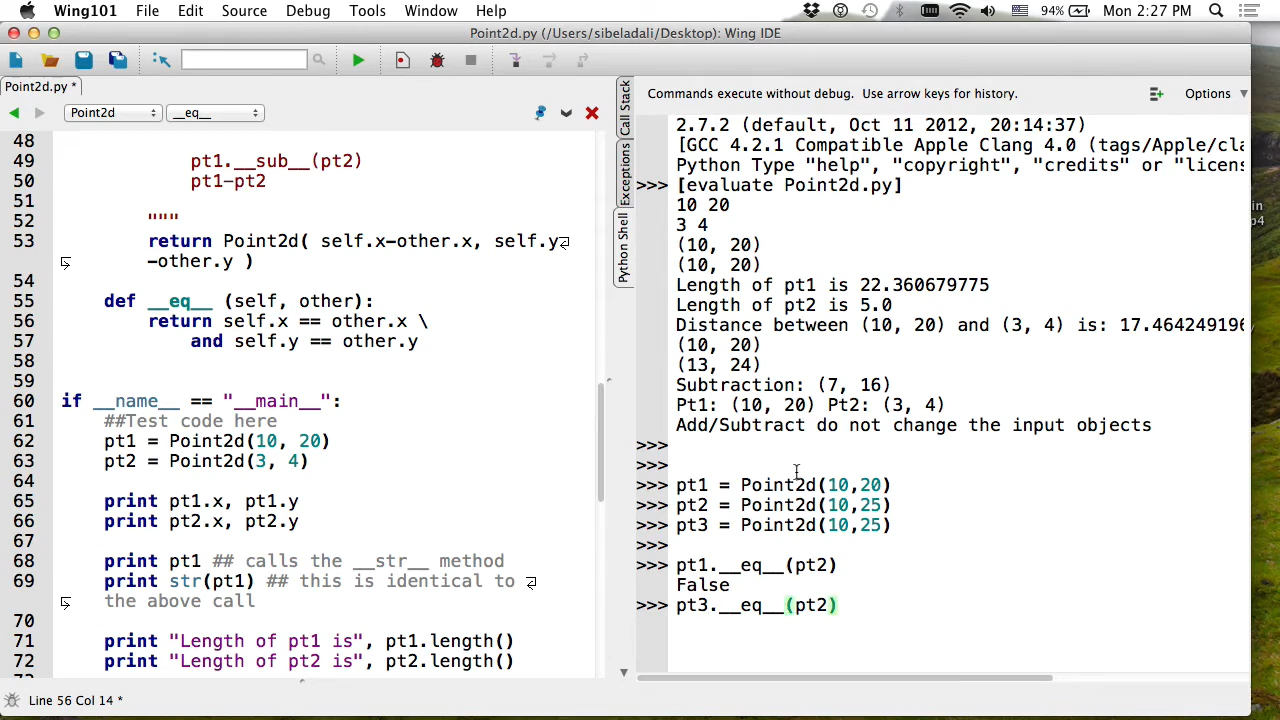 Wing101 File Edit Source Debug Tools Window Help 94% Mon 2:27 PM
Point2d.py (/Users/sibeladali/Desktop): Wing IDE
Point2d.py *
Point2d __eq__
48
49 pt1.__sub__(pt2)
50 pt1-pt2
51
52 """
53 return Point2d( self.x-other.x, self.y
-other.y )
54
55 def __eq__ (self, other):
56 return self.x == other.x \
57 and self.y == other.y
58
59
60 if __name__ == "__main__":
61 ##Test code here
62 pt1 = Point2d(10, 20)
63 pt2 = Point2d(3, 4)
64
65 print pt1.x, pt1.y
66 print pt2.x, pt2.y
67
68 print pt1 ## calls the __str__ method
69 print str(pt1) ## this is identical to
the above call
70
71 print "Length of pt1 is", pt1.length()
72 print "Length of pt2 is", pt2.length()
Line 56 Col 14 *
Call Stack
Exceptions
Python Shell
Commands execute without debug. Use arrow keys for history. Options
2.7.2 (default, Oct 11 2012, 20:14:37)
[GCC 4.2.1 Compatible Apple Clang 4.0 (tags/Apple/cla
Python Type "help", "copyright", "credits" or "licens
>>> [evaluate Point2d.py]
10 20
3 4
(10, 20)
(10, 20)
Length of pt1 is 22.360679775
Length of pt2 is 5.0
Distance between (10, 20) and (3, 4) is: 17.464249196
(10, 20)
(13, 24)
Subtraction: (7, 16)
Pt1: (10, 20) Pt2: (3, 4)
Add/Subtract do not change the input objects
>>>
>>>
>>> pt1 = Point2d(10,20)
>>> pt2 = Point2d(10,25)
>>> pt3 = Point2d(10,25)
>>>
>>> pt1.__eq__(pt2)
False
>>> pt3.__eq__(pt2)